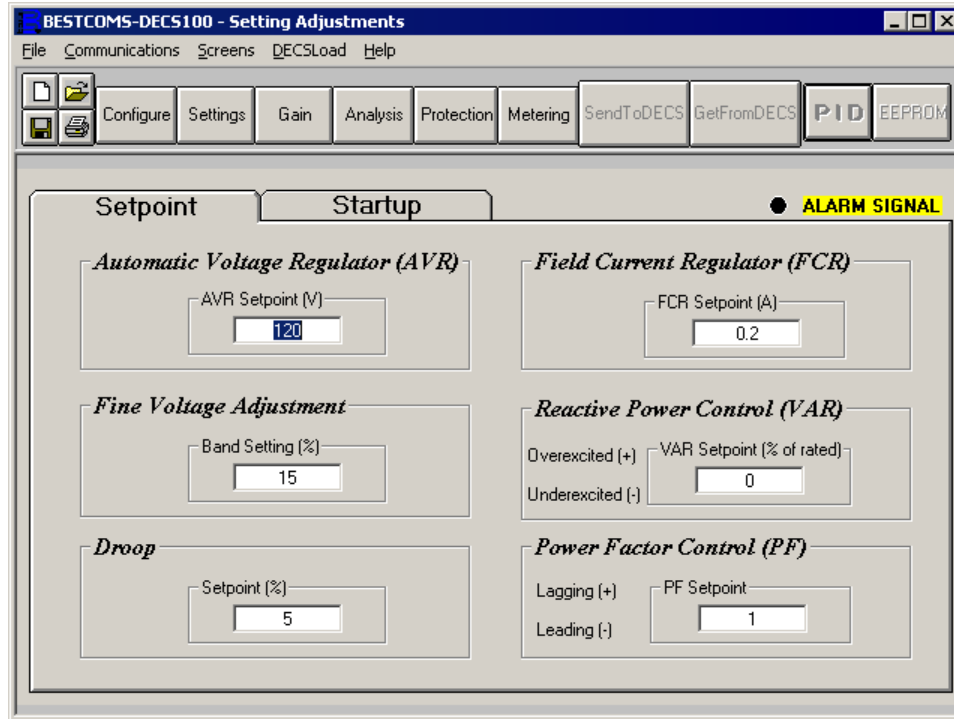 BESTCOMS-DECS100 - Setting Adjustments
File Communications Screens DECSLoad Help
Configure Settings Gain Analysis Protection Metering SendToDECS GetFromDECS PID EEPROM
Setpoint Startup ALARM SIGNAL
Automatic Voltage Regulator (AVR)
AVR Setpoint (V)
120
Field Current Regulator (FCR)
FCR Setpoint (A)
0.2
Fine Voltage Adjustment
Band Setting (%)
15
Reactive Power Control (VAR)
Overexcited (+)
Underexcited (-)
VAR Setpoint (% of rated)
0
Droop
Setpoint (%)
5
Power Factor Control (PF)
Lagging (+)
Leading (-)
PF Setpoint
1